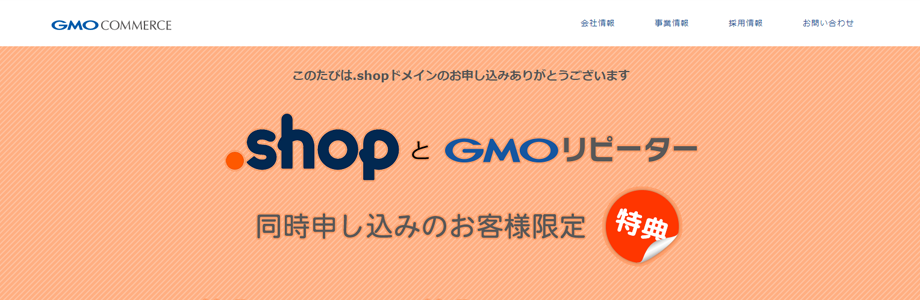 GMO COMMERCE 会社情報 事業情報 採用情報 お問い合わせ
このたびは.shopドメインのお申し込みありがとうございます
.shop と GMOリピーター
同時申し込みのお客様限定 特典